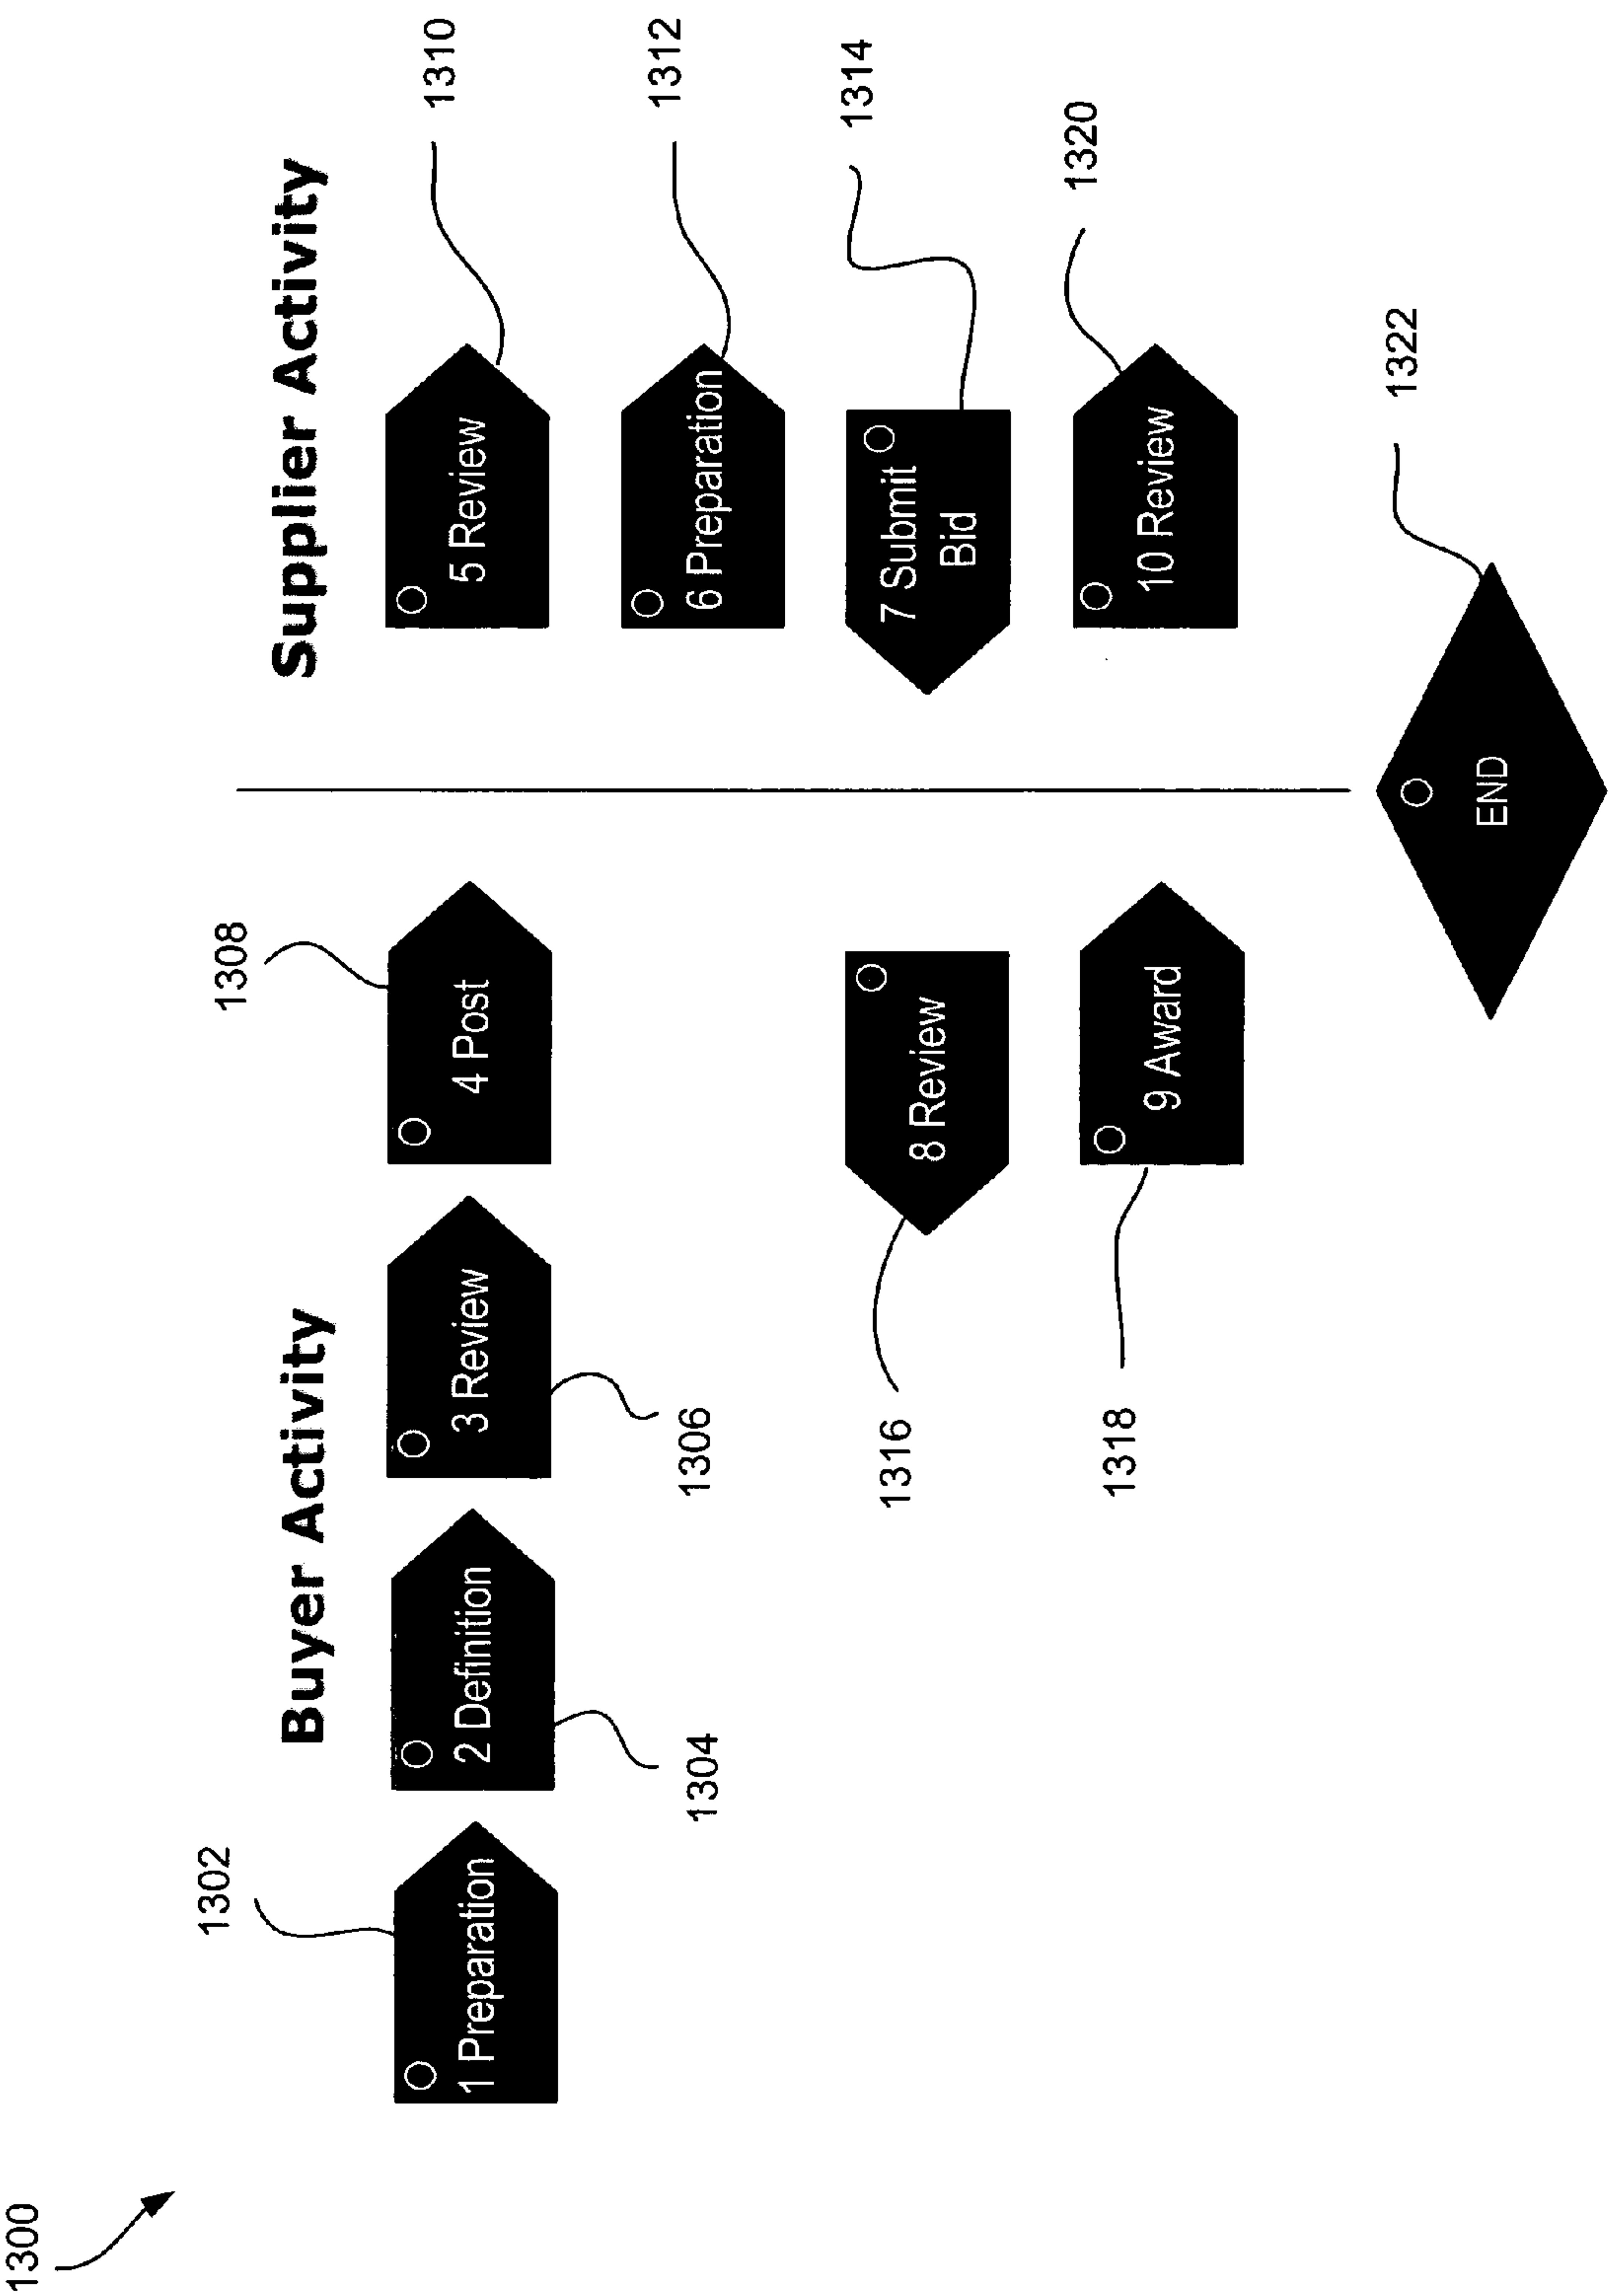 1300
Buyer Activity
Supplier Activity
1302
1308
1310
1 Preparation
2 Definition
3 Review
4 Post
5 Review
1304
1306
1312
6 Preparation
1314
1316
8 Review
7 Submit
Bid
1318
9 Award
10 Review
1320
1322
END